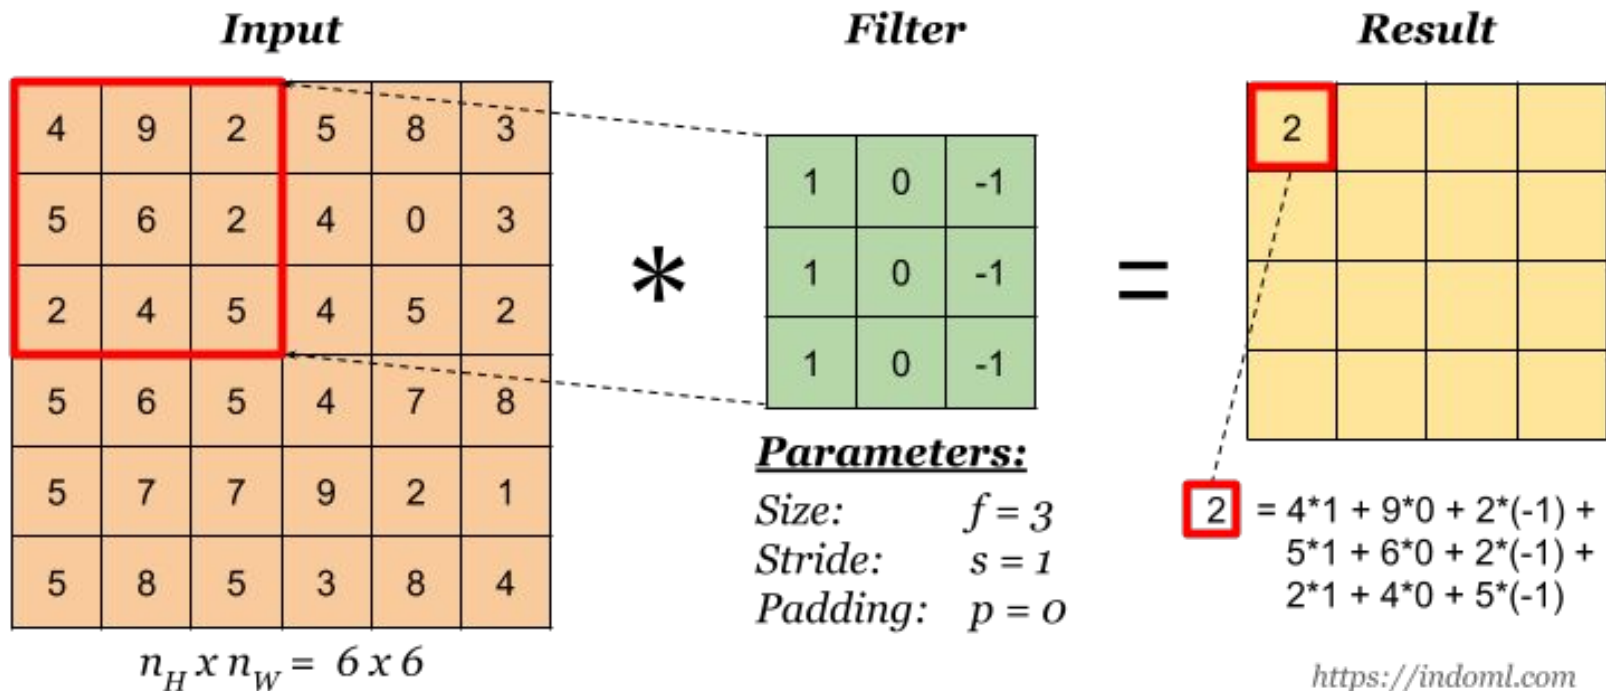 Input
Filter
Result
4 9 2 5 8 3
5 6 2 4 0 3
2 4 5 4 5 2
5 6 5 4 7 8
5 7 7 9 2 1
5 8 5 3 8 4
n_H x n_W = 6 x 6
*
1 0 -1
1 0 -1
1 0 -1
Parameters:
Size: f = 3
Stride: s = 1
Padding: p = 0
=
2
2 = 4*1 + 9*0 + 2*(-1) +
5*1 + 6*0 + 2*(-1) +
2*1 + 4*0 + 5*(-1)
https://indoml.com